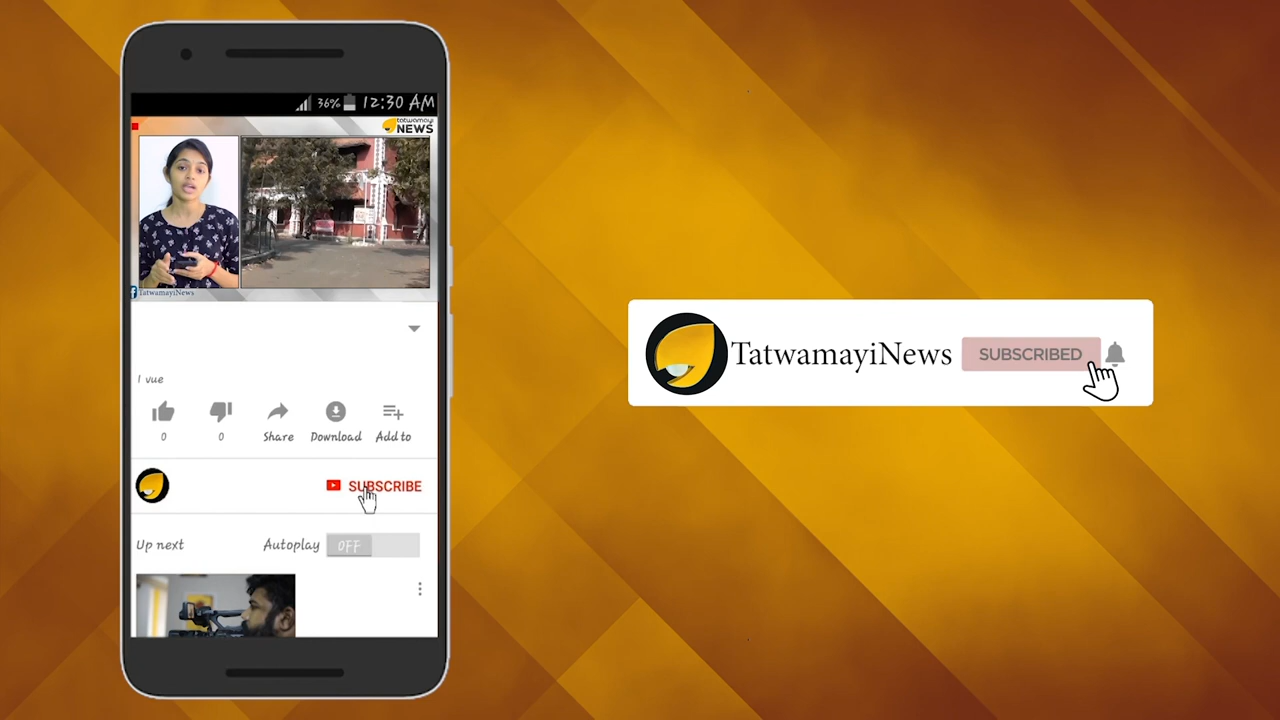 36% 12:30 AM
tatwamayi
NEWS
TatwamayiNews
1 vue
0 0 Share Download Add to
SUBSCRIBE
Up next Autoplay OFF
TatwamayiNews SUBSCRIBED